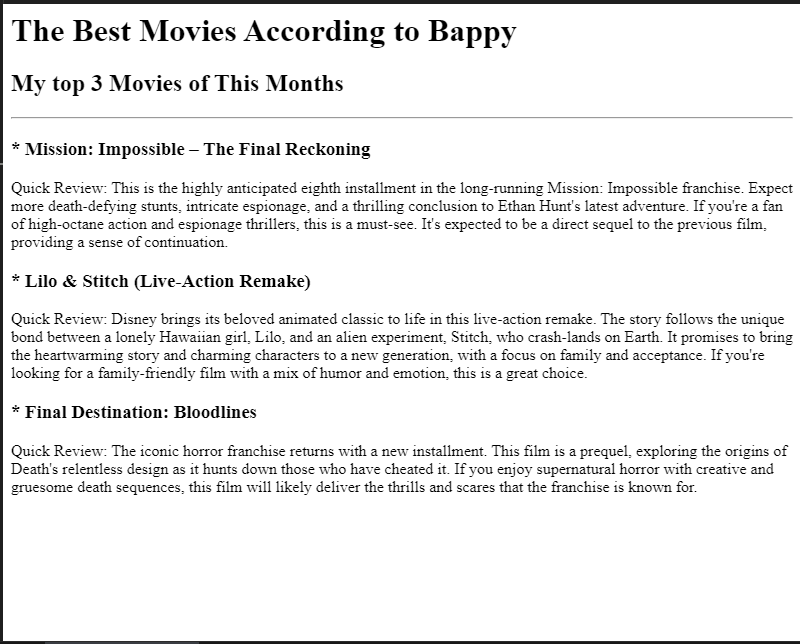 The Best Movies According to Bappy
My top 3 Movies of This Months
* Mission: Impossible – The Final Reckoning
Quick Review: This is the highly anticipated eighth installment in the long-running Mission: Impossible franchise. Expect
more death-defying stunts, intricate espionage, and a thrilling conclusion to Ethan Hunt's latest adventure. If you're a fan
of high-octane action and espionage thrillers, this is a must-see. It's expected to be a direct sequel to the previous film,
providing a sense of continuation.
* Lilo & Stitch (Live-Action Remake)
Quick Review: Disney brings its beloved animated classic to life in this live-action remake. The story follows the unique
bond between a lonely Hawaiian girl, Lilo, and an alien experiment, Stitch, who crash-lands on Earth. It promises to bring
the heartwarming story and charming characters to a new generation, with a focus on family and acceptance. If you're
looking for a family-friendly film with a mix of humor and emotion, this is a great choice.
* Final Destination: Bloodlines
Quick Review: The iconic horror franchise returns with a new installment. This film is a prequel, exploring the origins of
Death's relentless design as it hunts down those who have cheated it. If you enjoy supernatural horror with creative and
gruesome death sequences, this film will likely deliver the thrills and scares that the franchise is known for.